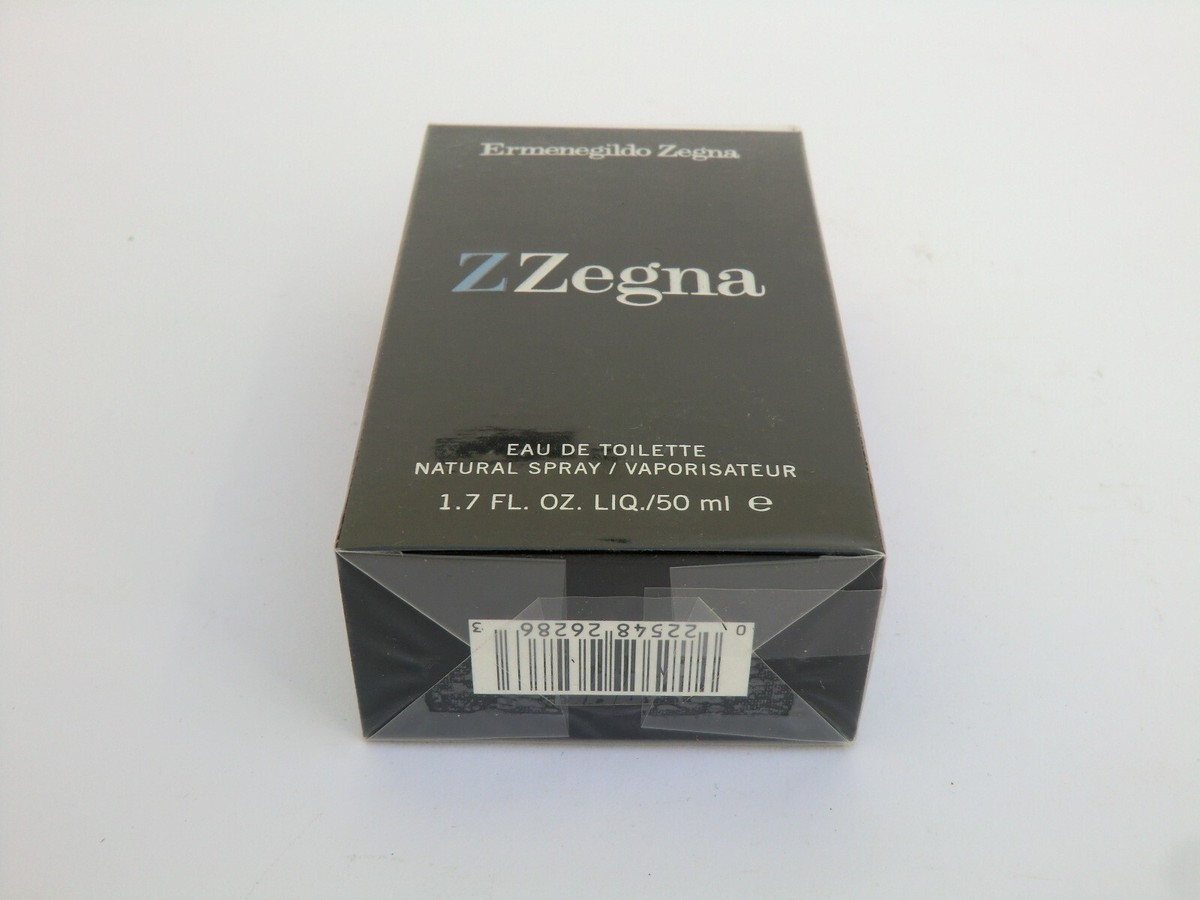 Ermenegildo Zegna
ZZegna
EAU DE TOILETTE
NATURAL SPRAY / VAPORISATEUR
1.7 FL. OZ. LIQ./50 ml ℮
0 22548 26286 3